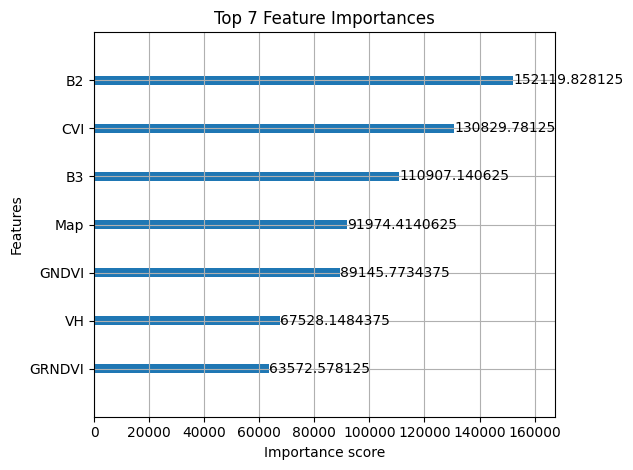 Top 7 Feature Importances
B2
152119.828125
CVI
130829.78125
B3
110907.140625
Map
91974.4140625
GNDVI
89145.7734375
VH
67528.1484375
GRNDVI
63572.578125
Features
0 20000 40000 60000 80000 100000 120000 140000 160000
Importance score